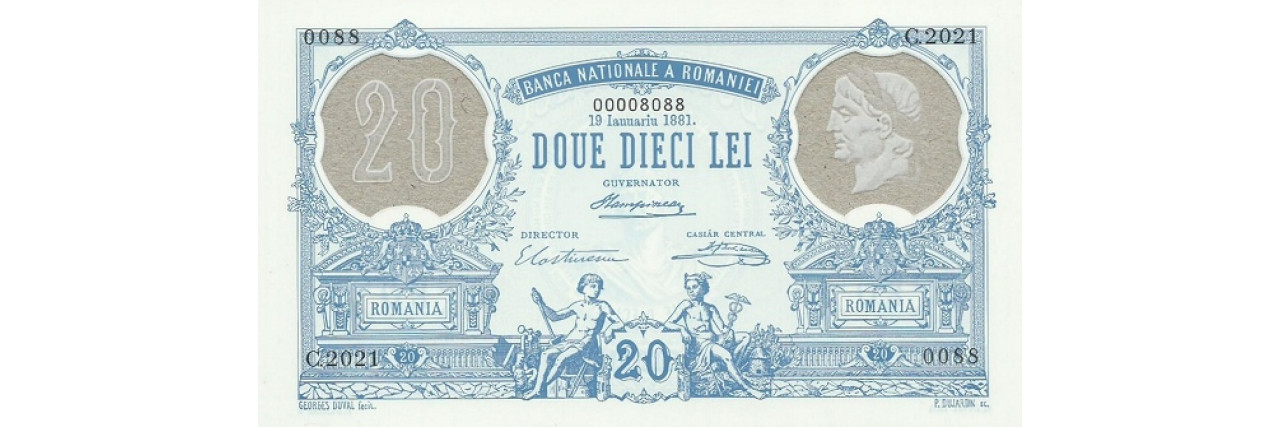 0088
C.2021
20
BANCA NATIONALE A ROMANIEI
00008088
19 Ianuariu 1881.
DOUE DIECI LEI
GUVERNATOR
DIRECTOR
CASIÁR CENTRAL
ROMANIA
ROMANIA
C.2021
20
20
20
0088
GEORGES DUVAL fecit.
P. DUJARDIN sc.